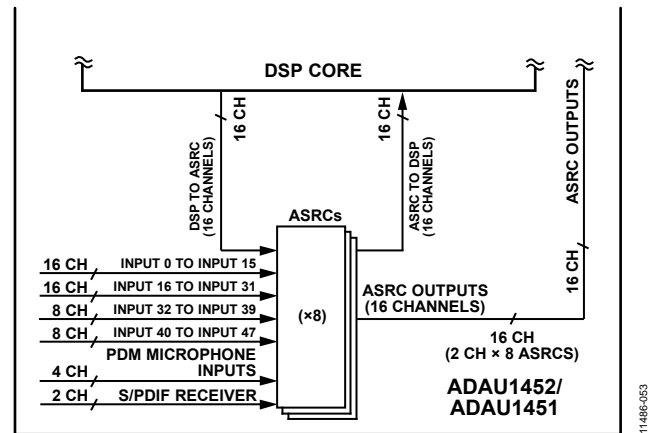 DSP CORE
16 CH
16 CH
DSP TO ASRC
(16 CHANNELS)
ASRC TO DSP
(16 CHANNELS)
ASRC OUTPUTS
16 CH
ASRCs
(×8)
16 CH
INPUT 0 TO INPUT 15
16 CH
INPUT 16 TO INPUT 31
8 CH
INPUT 32 TO INPUT 39
8 CH
INPUT 40 TO INPUT 47
PDM MICROPHONE
INPUTS
4 CH
2 CH
S/PDIF RECEIVER
ASRC OUTPUTS
(16 CHANNELS)
16 CH
(2 CH × 8 ASRCS)
ADAU1452/
ADAU1451
11486-053